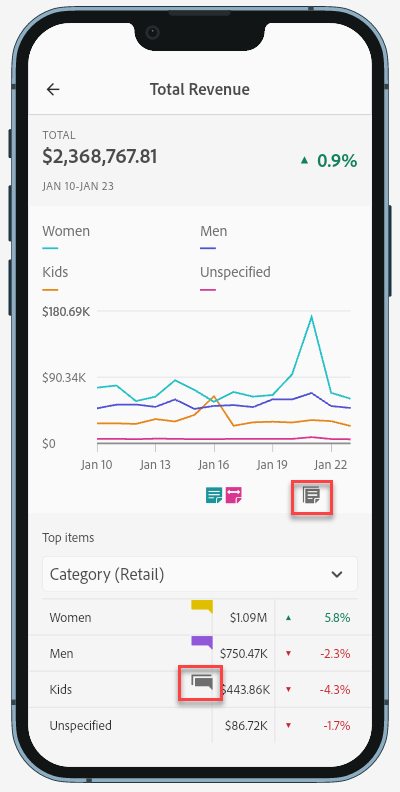 Total Revenue
TOTAL
$2,368,767.81
▲ 0.9%
JAN 10-JAN 23
Women
Men
Kids
Unspecified
$180.69K
$90.34K
$0
Jan 10 Jan 13 Jan 16 Jan 19 Jan 22
Top items
Category (Retail)
Women $1.09M ▲ 5.8%
Men $750.47K ▼ -2.3%
Kids $443.86K ▼ -4.3%
Unspecified $86.72K ▼ -1.7%